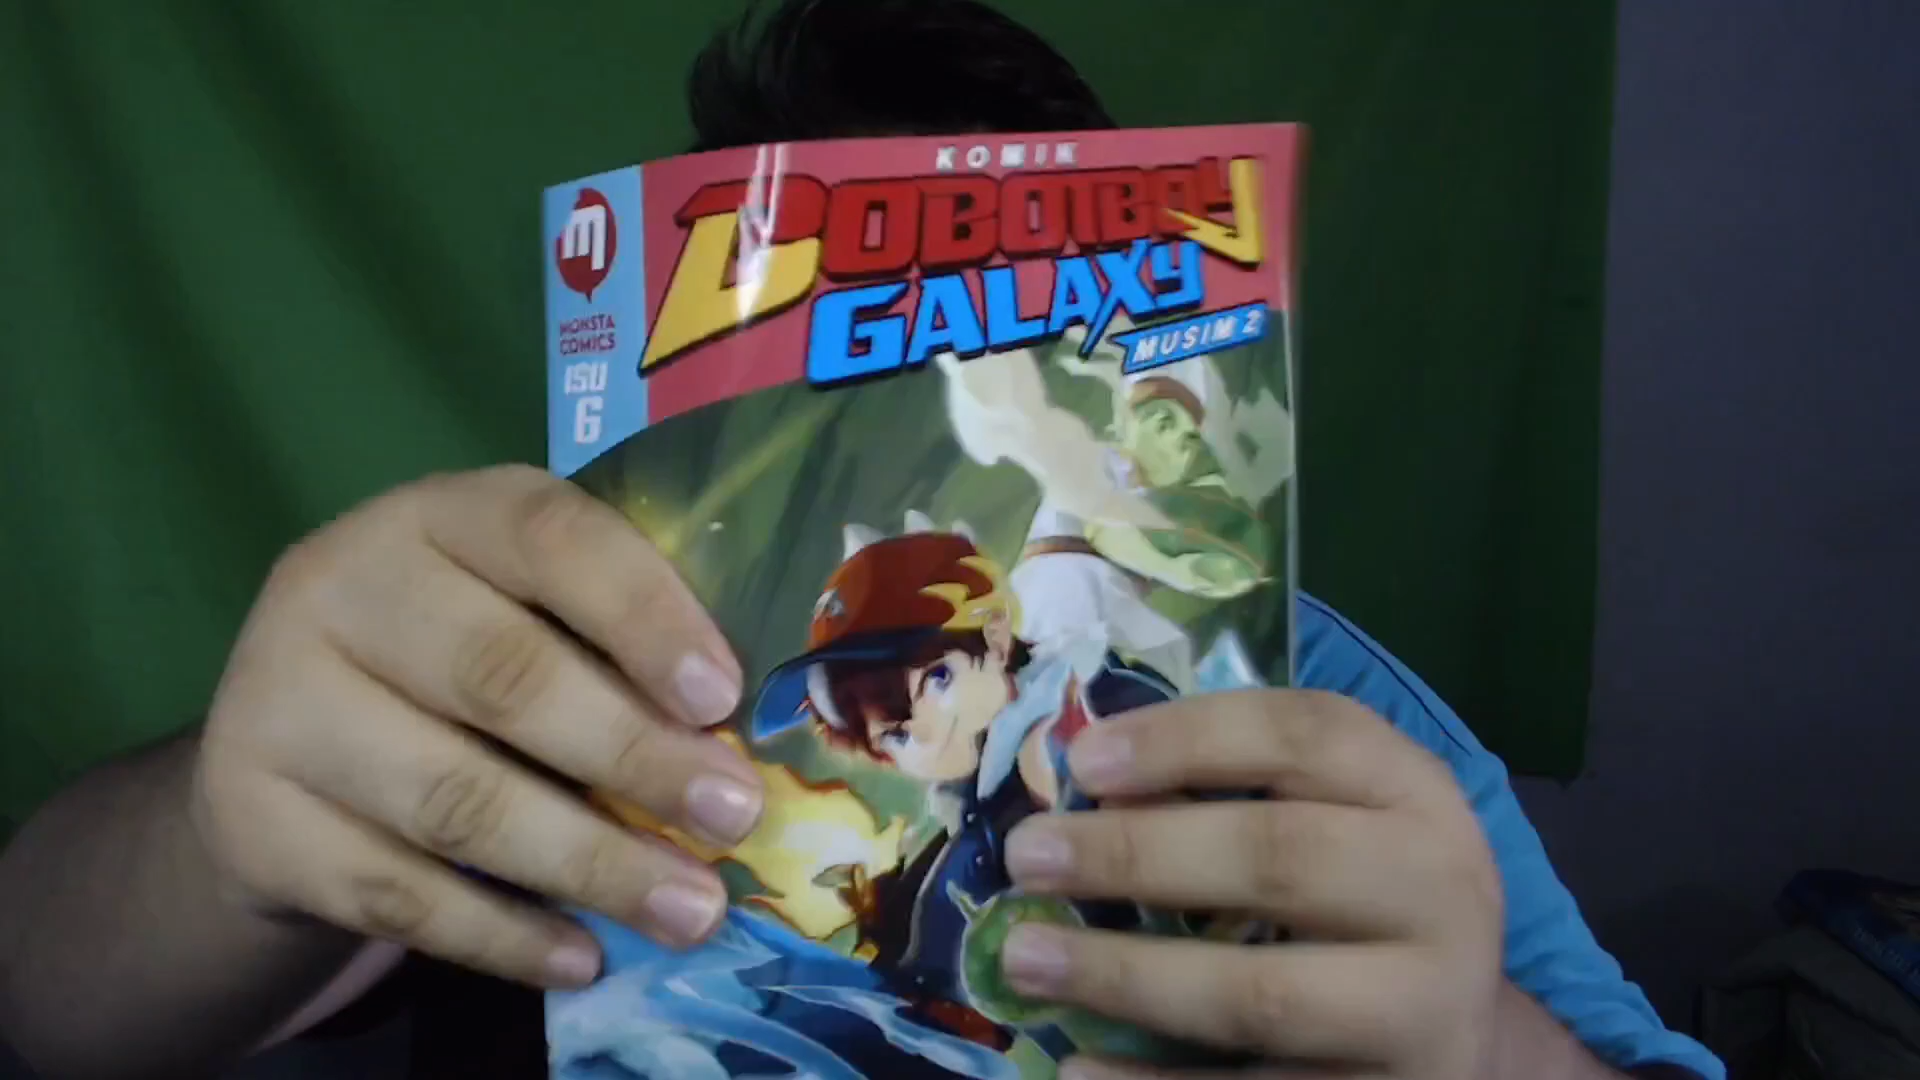 KOMIK
BOBOIBOY
GALAXY
MUSIM 2
m
MONSTA
COMICS
ISU
6